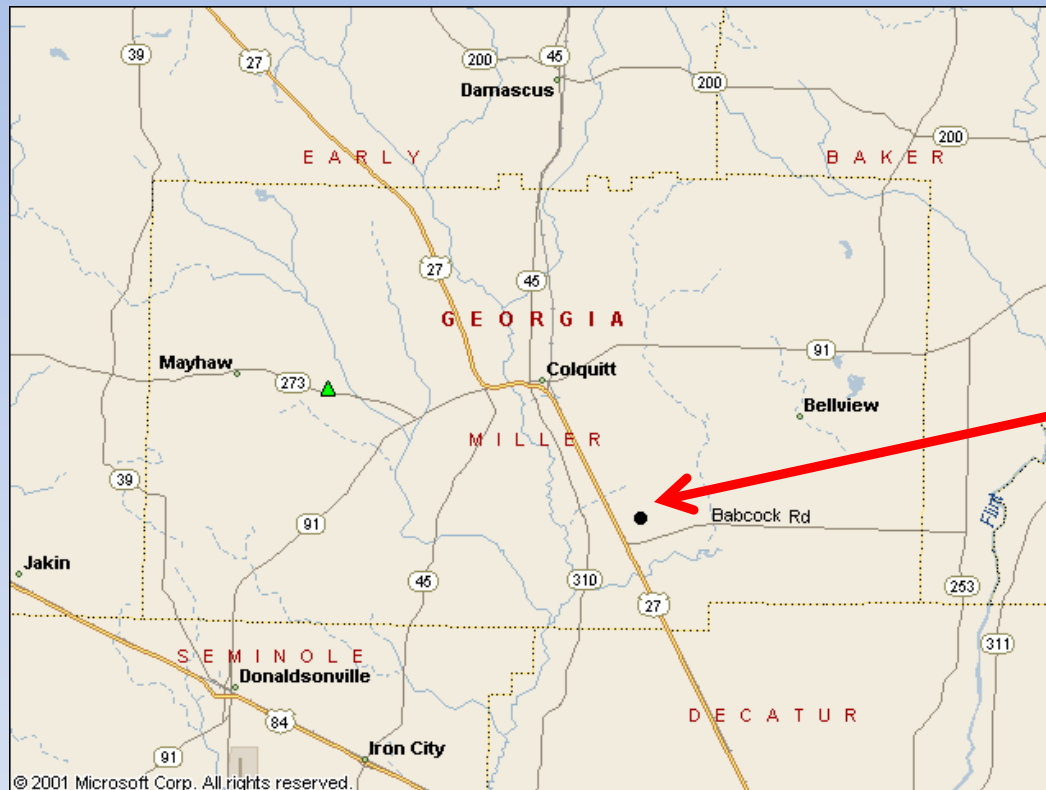 39
27
200
45
Damascus
200
200
EARLY
BAKER
27
45
GEORGIA
Mayhaw
273
Colquitt
91
Bellview
MILLER
39
91
Babcock Rd
Flint
Jakin
45
310
27
253
311
SEMINOLE
Donaldsonville
84
DECATUR
91
Iron City
© 2001 Microsoft Corp. All rights reserved.